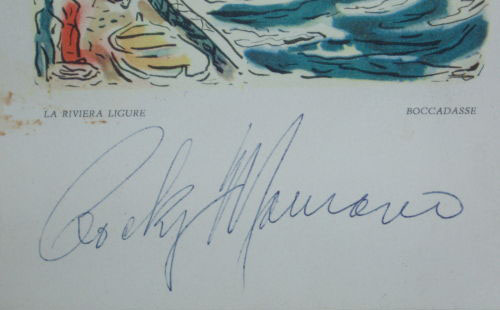 LA RIVIERA LIGURE
BOCCADASSE
Rocky Marciano